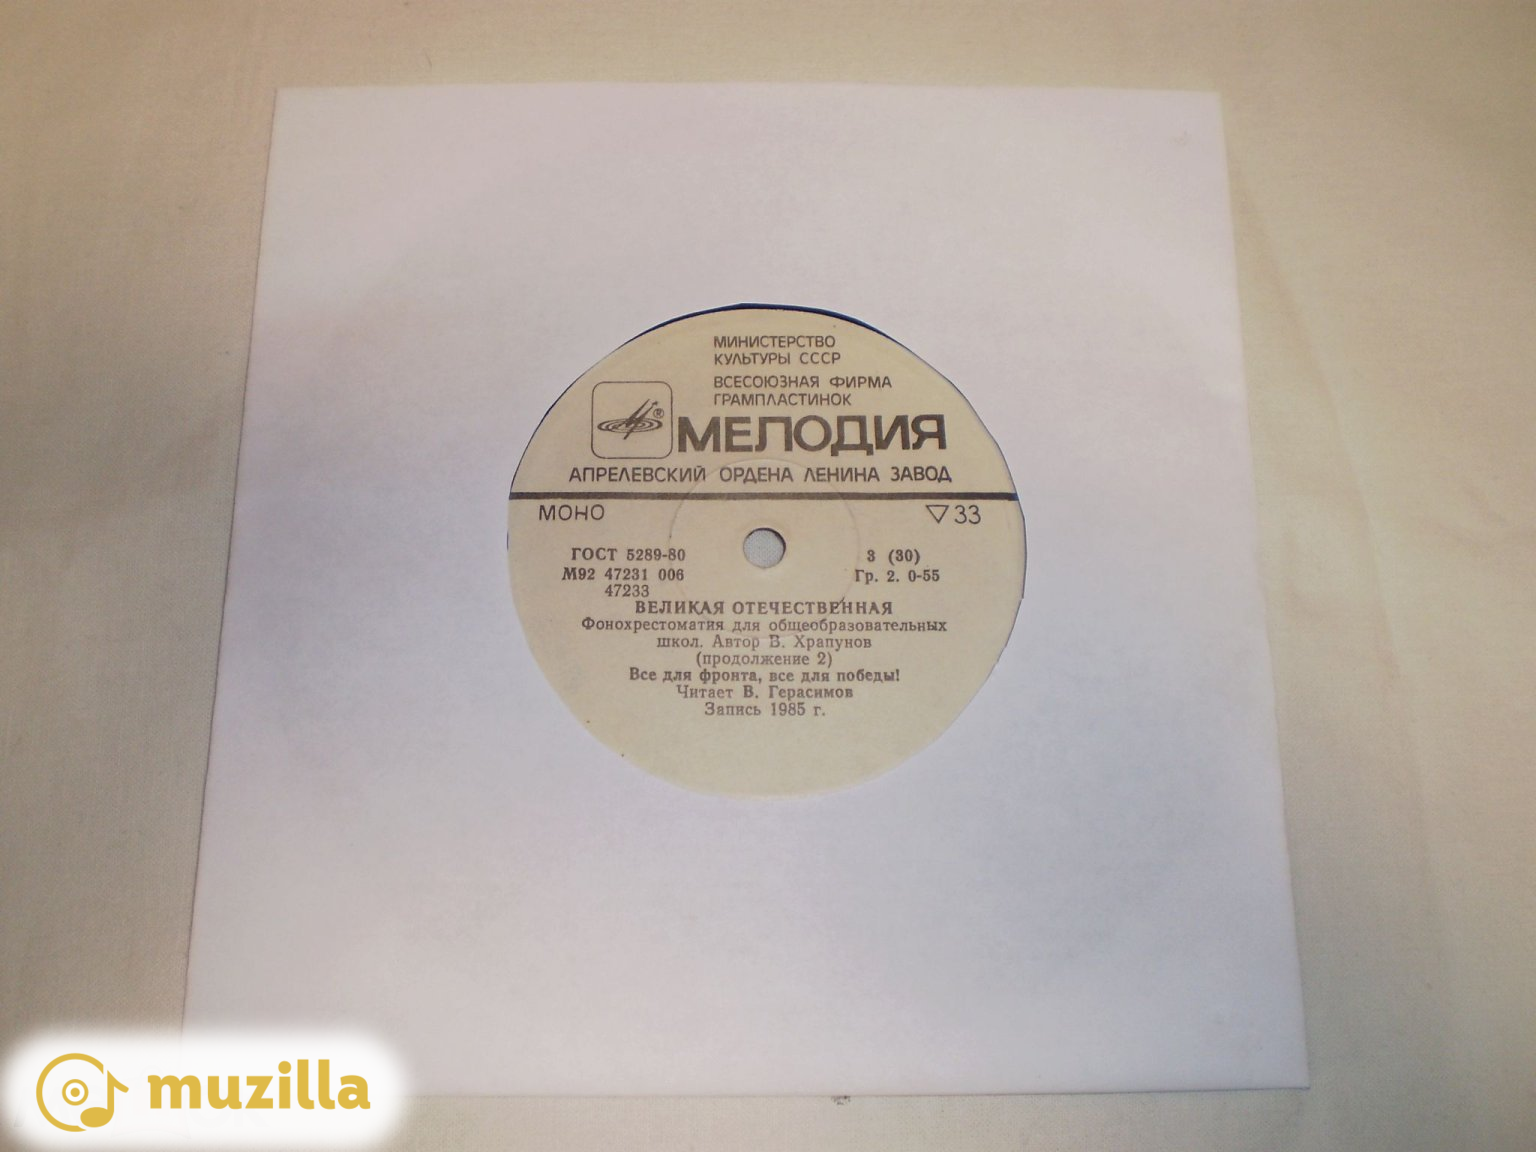 МИНИСТЕРСТВО
КУЛЬТУРЫ СССР
ВСЕСОЮЗНАЯ ФИРМА
ГРАМПЛАСТИНОК
®
МЕЛОДИЯ
АПРЕЛЕВСКИЙ ОРДЕНА ЛЕНИНА ЗАВОД
МОНО ▽33
ГОСТ 5289-80 3 (30)
М92 47231 006 Гр. 2. 0-55
47233
ВЕЛИКАЯ ОТЕЧЕСТВЕННАЯ
Фонохрестоматия для общеобразовательных
школ. Автор В. Храпунов
(продолжение 2)
Все для фронта, все для победы!
Читает В. Герасимов
Запись 1985 г.
muzilla